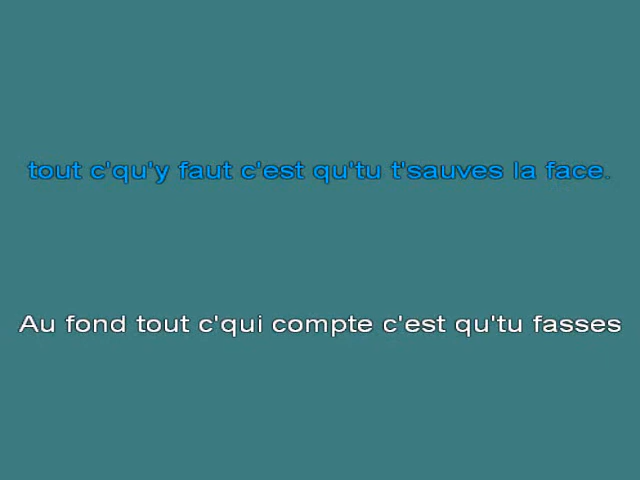 tout c'qu'y faut c'est qu'tu t'sauves la face.
Au fond tout c'qui compte c'est qu'tu fasses